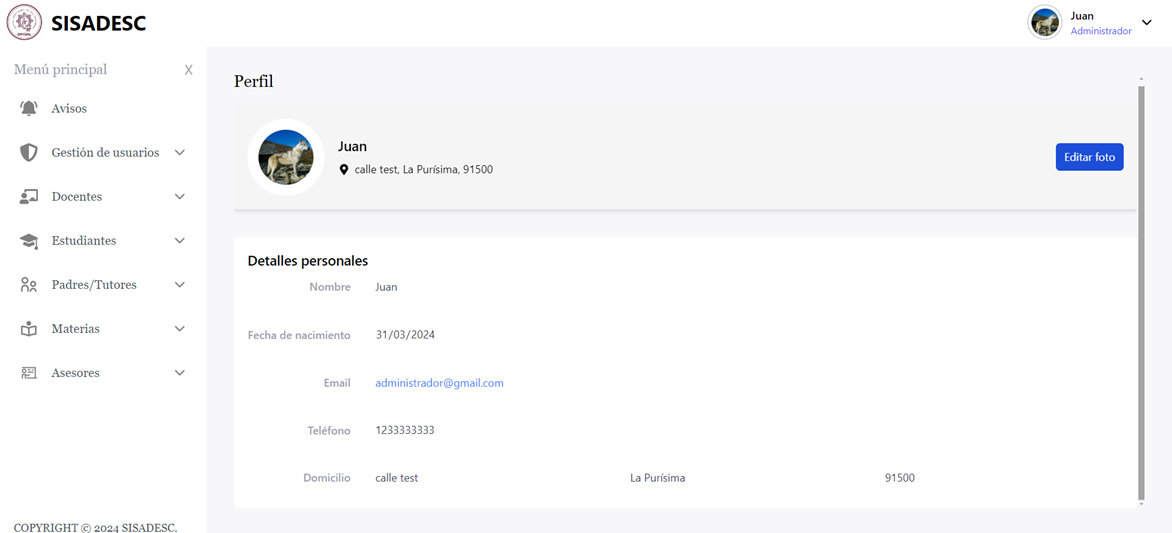 SISADESC
Juan
Administrador
Menú principal
X
Avisos
Gestión de usuarios
Docentes
Estudiantes
Padres/Tutores
Materias
Asesores
COPYRIGHT © 2024 SISADESC.
Perfil
Juan
calle test, La Purísima, 91500
Editar foto
Detalles personales
Nombre Juan
Fecha de nacimiento 31/03/2024
Email administrador@gmail.com
Teléfono 1233333333
Domicilio calle test La Purísima 91500